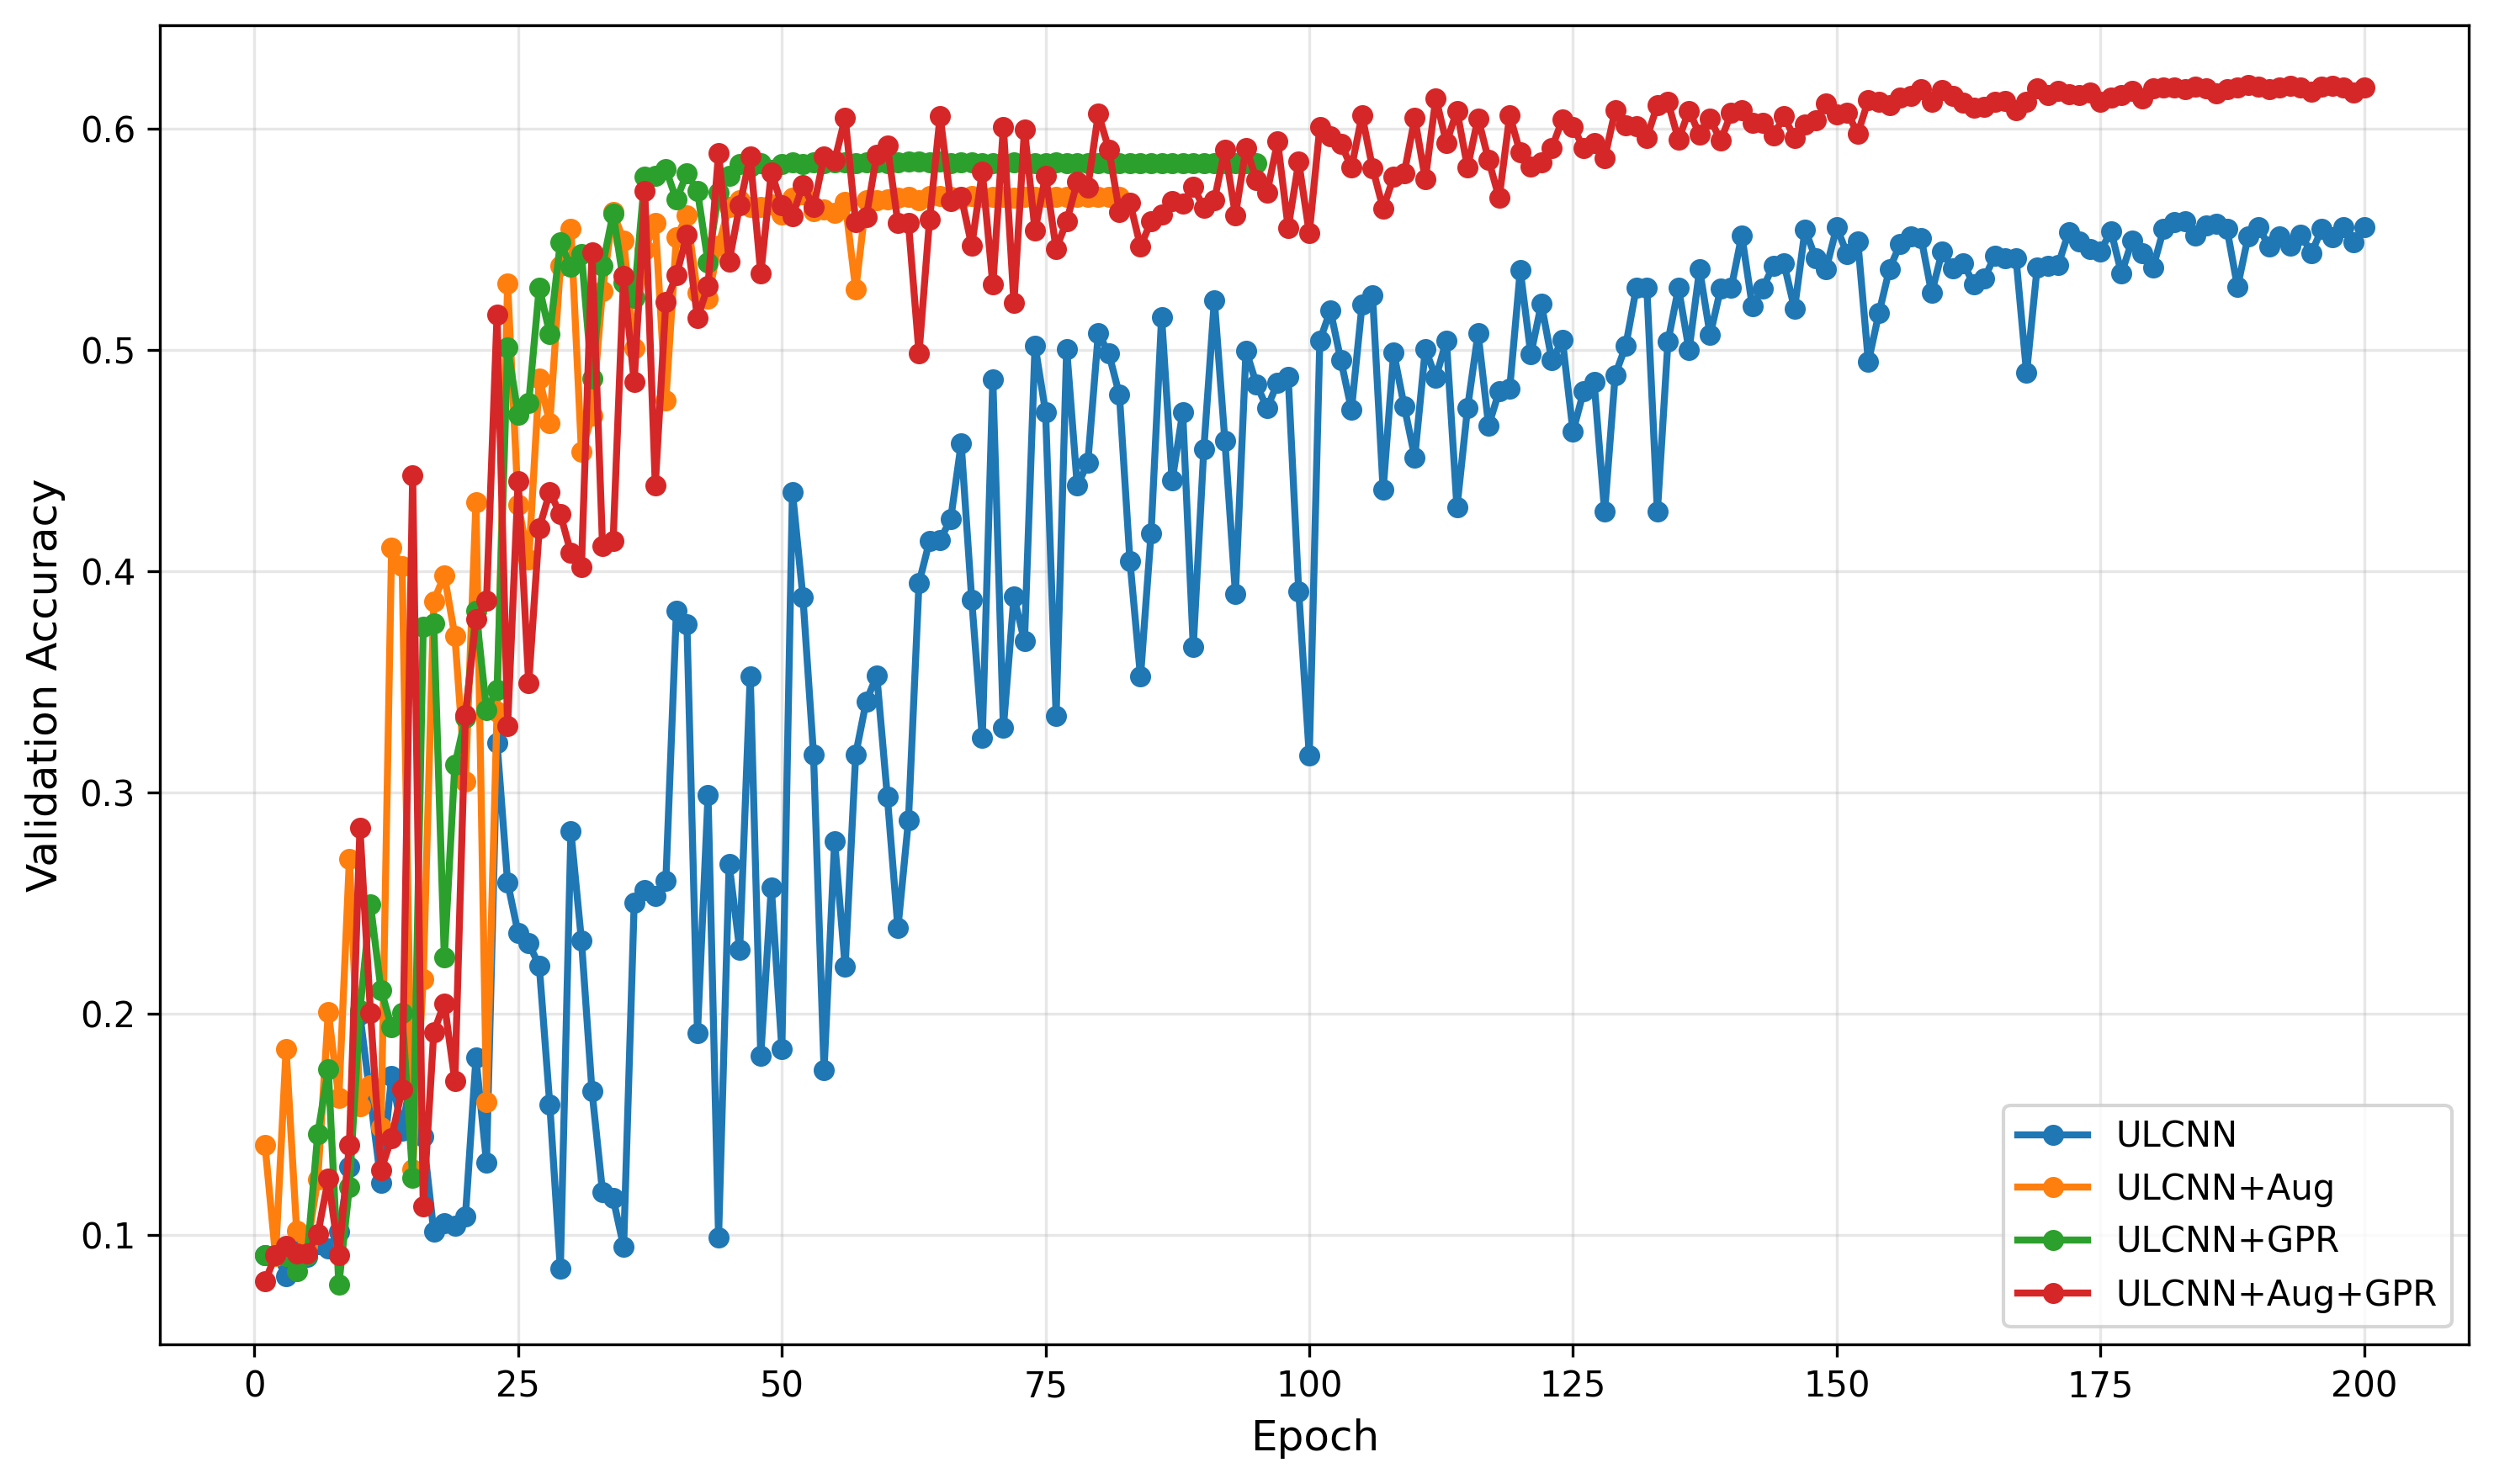 0.6
0.5
0.4
0.3
0.2
0.1
Validation Accuracy
0 25 50 75 100 125 150 175 200
Epoch
ULCNN
ULCNN+Aug
ULCNN+GPR
ULCNN+Aug+GPR